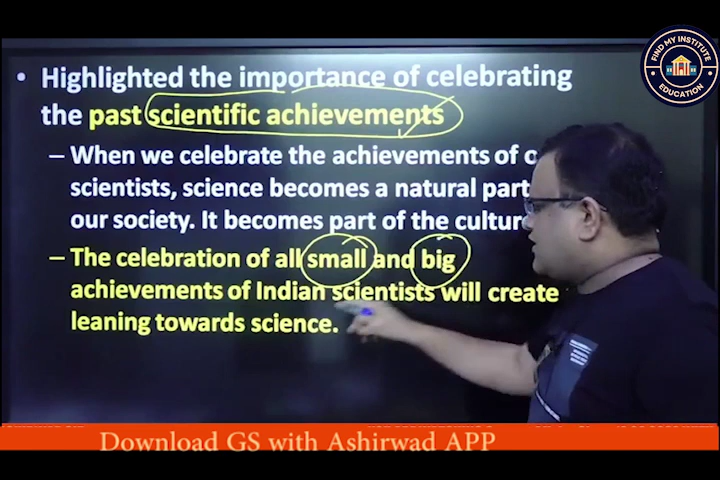 • Highlighted the importance of celebrating
the past scientific achievements
– When we celebrate the achievements of
scientists, science becomes a natural part
our society. It becomes part of the culture
– The celebration of all small and big
achievements of Indian scientists will create
leaning towards science.
FIND MY INSTITUTE
EDUCATION
Download GS with Ashirwad APP